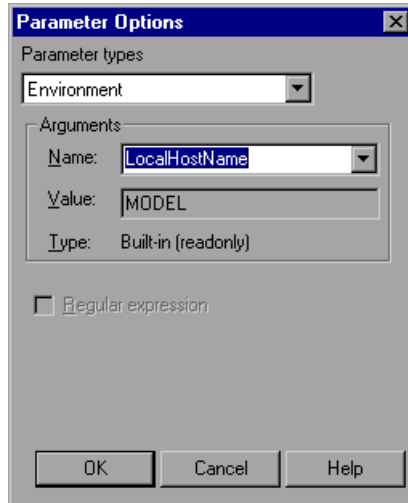 Parameter Options
Parameter types
Environment
Arguments
Name: LocalHostName
Value: MODEL
Type: Built-in (readonly)
Regular expression
OK Cancel Help